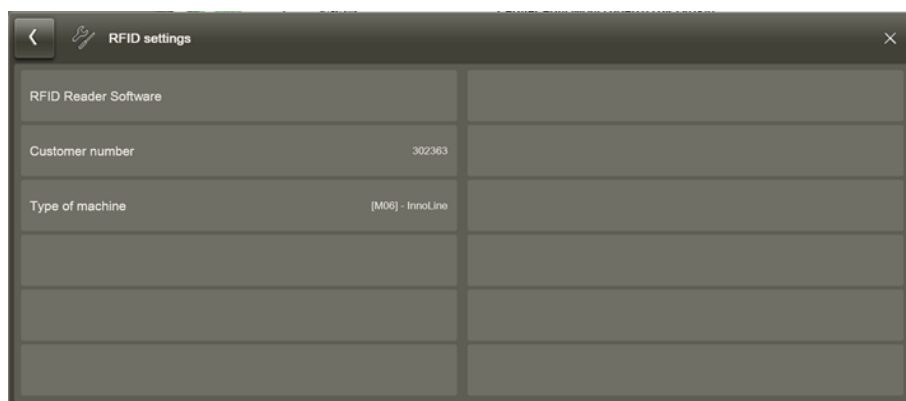 RFID settings
RFID Reader Software
Customer number 302363
Type of machine [M06] - InnoLine